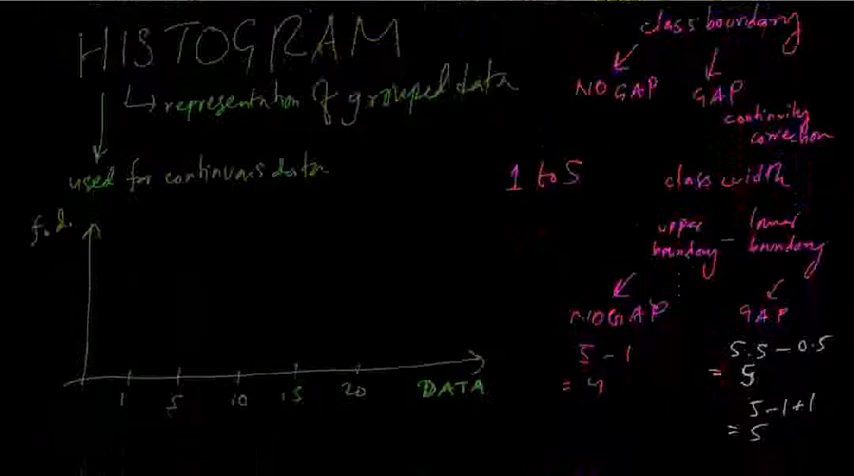 HISTOGRAM
↳ representation of grouped data
used for continuous data
f.d.
1 5 10 15 20 DATA
class boundary
NO GAP GAP
continuity
correction
1 to 5
class width
upper boundary - lower boundary
NO GAP
5 - 1
= 4
GAP
5.5 - 0.5
= 5
5-1+1
= 5